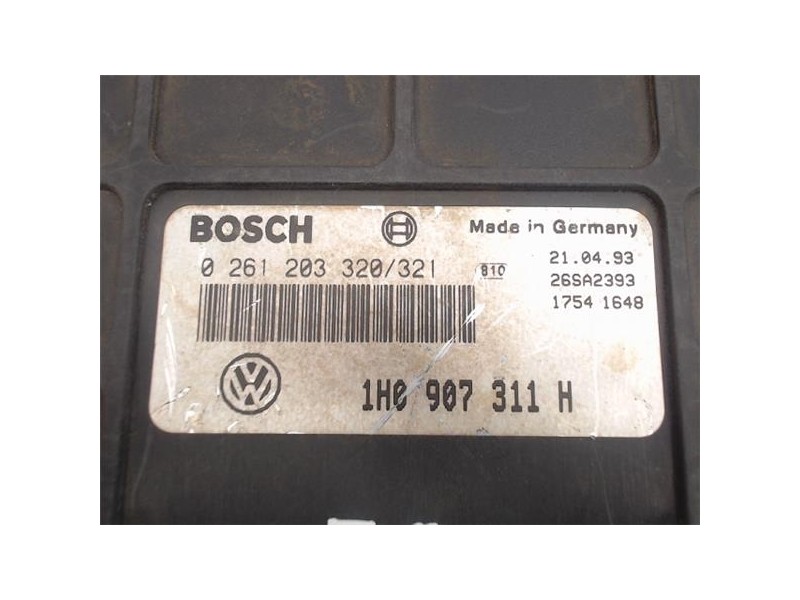 BOSCH
Made in Germany
0 261 203 320/321
810
21.04.93
26SA2393
1754 1648
VW
1H0 907 311 H